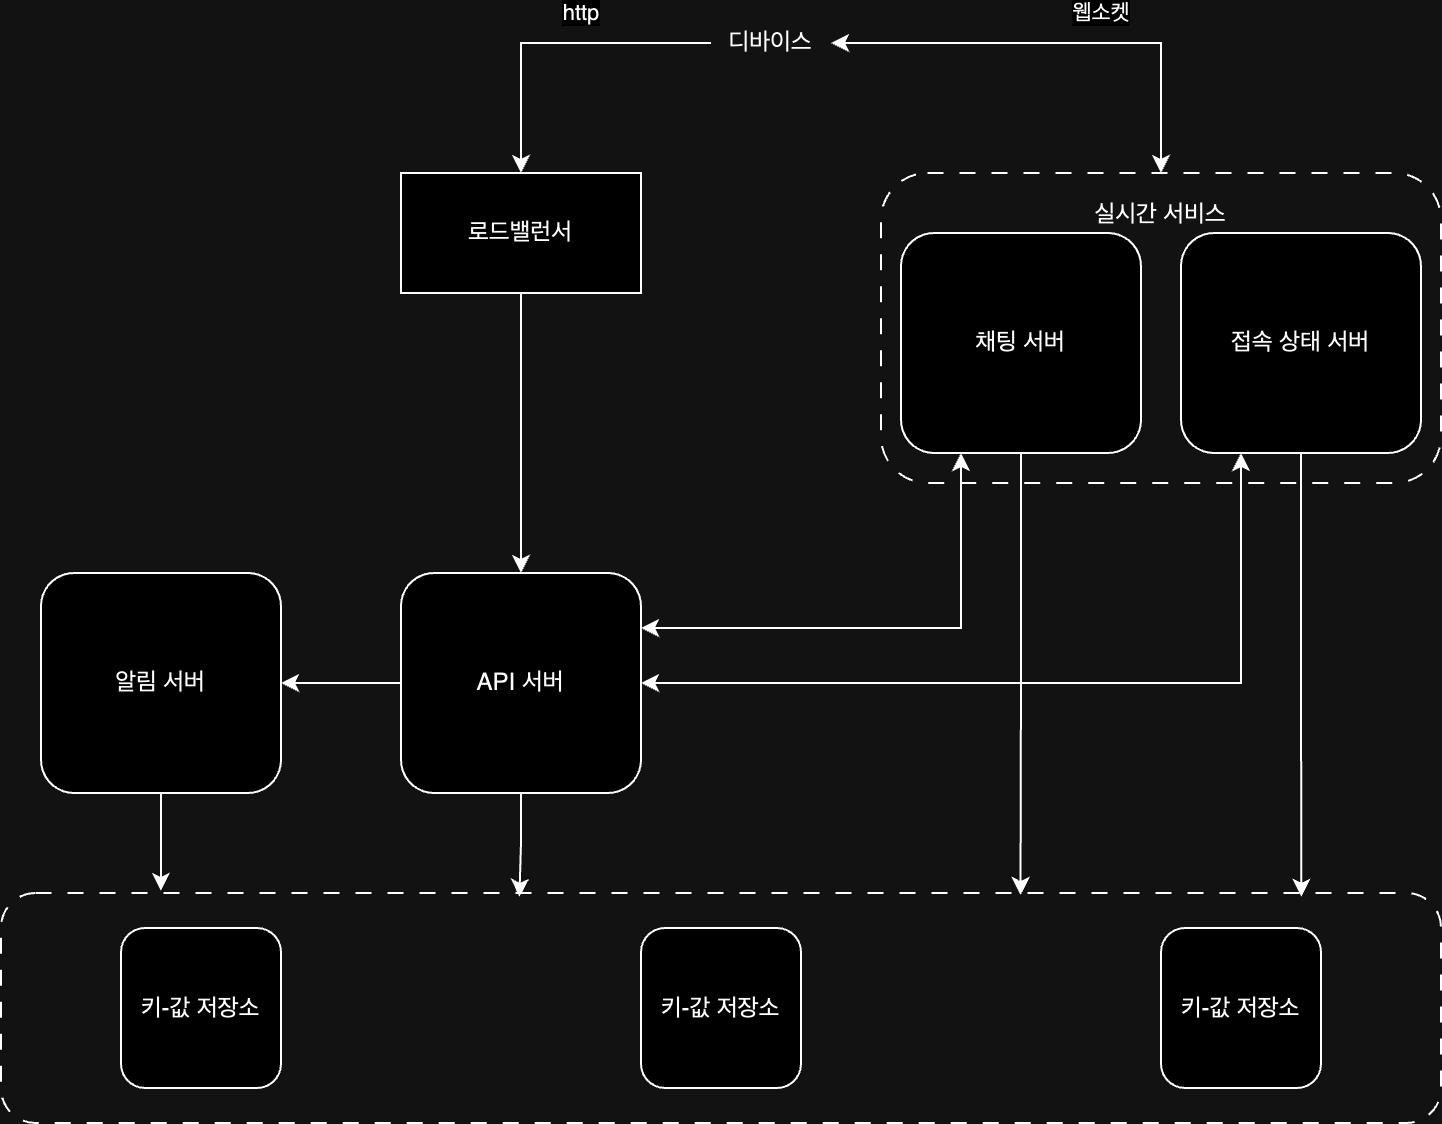 http
웹소켓
디바이스
로드밸런서
실시간 서비스
채팅 서버
접속 상태 서버
알림 서버
API 서버
키-값 저장소
키-값 저장소
키-값 저장소